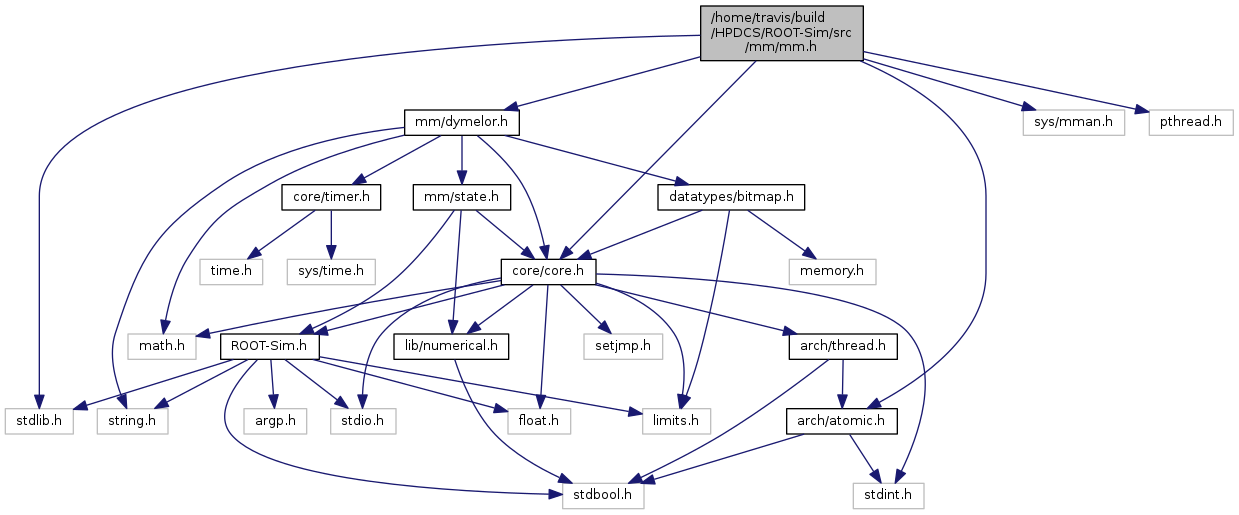 /home/travis/build
/HPDCS/ROOT-Sim/src
/mm/mm.h
mm/dymelor.h
sys/mman.h
pthread.h
core/timer.h
mm/state.h
datatypes/bitmap.h
time.h
sys/time.h
core/core.h
memory.h
math.h
ROOT-Sim.h
lib/numerical.h
setjmp.h
arch/thread.h
stdlib.h
string.h
argp.h
stdio.h
float.h
limits.h
arch/atomic.h
stdbool.h
stdint.h